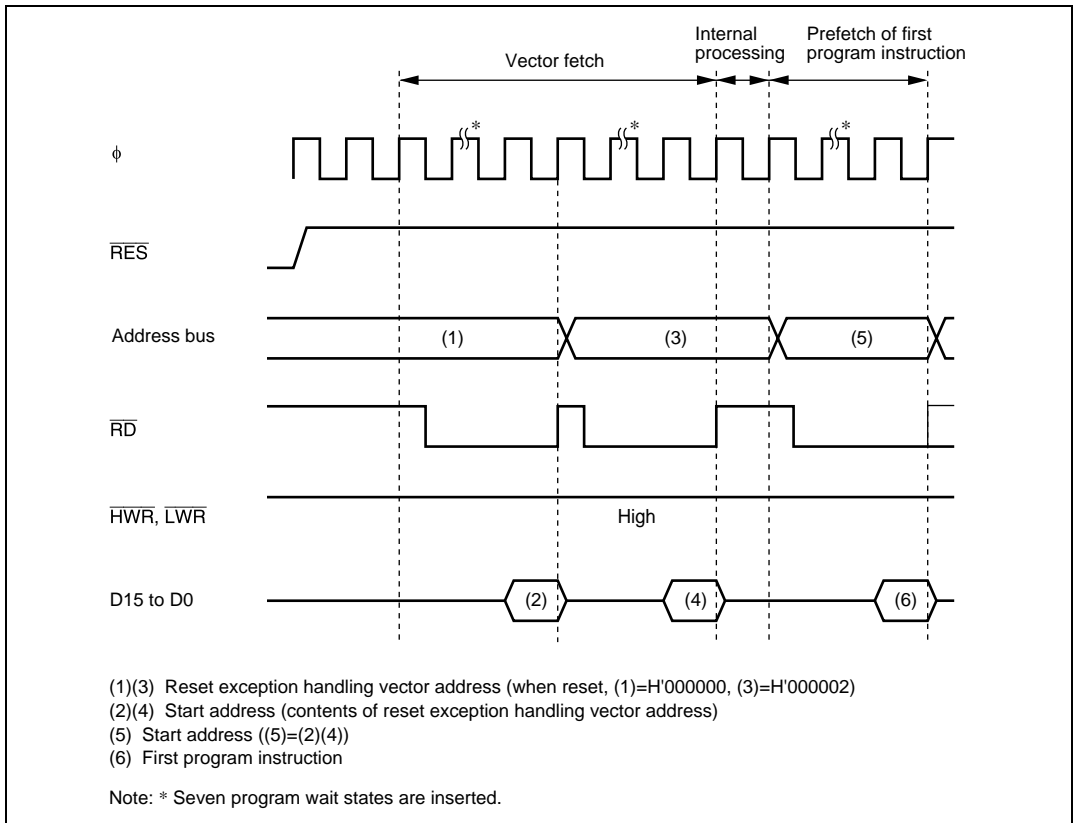 Internal
processing
Prefetch of first
program instruction
Vector fetch
*
*
*
ϕ
RES
Address bus
(1)
(3)
(5)
RD
HWR, LWR
High
D15 to D0
(2)
(4)
(6)
(1)(3) Reset exception handling vector address (when reset, (1)=H'000000, (3)=H'000002)
(2)(4) Start address (contents of reset exception handling vector address)
(5) Start address ((5)=(2)(4))
(6) First program instruction
Note: * Seven program wait states are inserted.